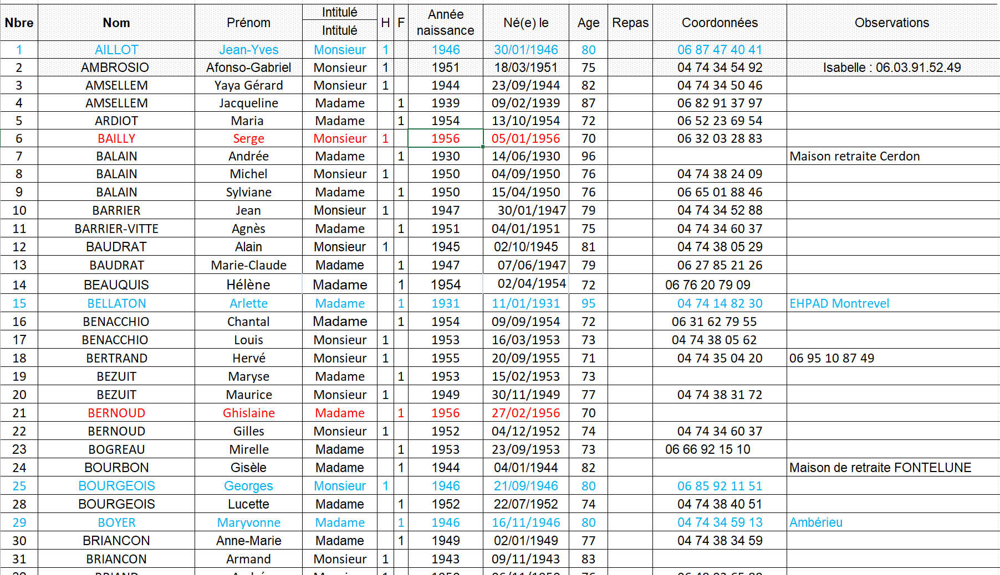 Nbre Nom Prénom Intitulé H F Année naissance Né(e) le Age Repas Coordonnées Observations
Intitulé
1 AILLOT Jean-Yves Monsieur 1 1946 30/01/1946 80 06 87 47 40 41
2 AMBROSIO Afonso-Gabriel Monsieur 1 1951 18/03/1951 75 04 74 34 54 92 Isabelle : 06.03.91.52.49
3 AMSELLEM Yaya Gérard Monsieur 1 1944 23/09/1944 82 04 74 34 50 46
4 AMSELLEM Jacqueline Madame 1 1939 09/02/1939 87 06 82 91 37 97
5 ARDIOT Maria Madame 1 1954 13/10/1954 72 06 52 23 69 54
6 BAILLY Serge Monsieur 1 1956 05/01/1956 70 06 32 03 28 83
7 BALAIN Andrée Madame 1 1930 14/06/1930 96 Maison retraite Cerdon
8 BALAIN Michel Monsieur 1 1950 04/09/1950 76 04 74 38 24 09
9 BALAIN Sylviane Madame 1 1950 15/04/1950 76 06 65 01 88 46
10 BARRIER Jean Monsieur 1 1947 30/01/1947 79 04 74 34 52 88
11 BARRIER-VITTE Agnès Madame 1 1951 04/01/1951 75 04 74 34 60 37
12 BAUDRAT Alain Monsieur 1 1945 02/10/1945 81 04 74 38 05 29
13 BAUDRAT Marie-Claude Madame 1 1947 07/06/1947 79 06 27 85 21 26
14 BEAUQUIS Hélène Madame 1 1954 02/04/1954 72 06 76 20 79 09
15 BELLATON Arlette Madame 1 1931 11/01/1931 95 04 74 14 82 30 EHPAD Montrevel
16 BENACCHIO Chantal Madame 1 1954 09/09/1954 72 06 31 62 79 55
17 BENACCHIO Louis Monsieur 1 1953 16/03/1953 73 04 74 38 05 62
18 BERTRAND Hervé Monsieur 1 1955 20/09/1955 71 04 74 35 04 20 06 95 10 87 49
19 BEZUIT Maryse Madame 1 1953 15/02/1953 73
20 BEZUIT Maurice Monsieur 1 1949 30/11/1949 77 04 74 38 31 72
21 BERNOUD Ghislaine Madame 1 1956 27/02/1956 70
22 BERNOUD Gilles Monsieur 1 1952 04/12/1952 74 04 74 34 60 37
23 BOGREAU Mirelle Madame 1 1953 23/09/1953 73 06 66 92 15 10
24 BOURBON Gisèle Madame 1 1944 04/01/1944 82 Maison de retraite FONTELUNE
25 BOURGEOIS Georges Monsieur 1 1946 21/09/1946 80 06 85 92 11 51
28 BOURGEOIS Lucette Madame 1 1952 22/07/1952 74 04 74 38 40 51
29 BOYER Maryvonne Madame 1 1946 16/11/1946 80 04 74 34 59 13 Ambérieu
30 BRIANCON Anne-Marie Madame 1 1949 02/01/1949 77 04 74 38 34 59
31 BRIANCON Armand Monsieur 1 1943 09/11/1943 83